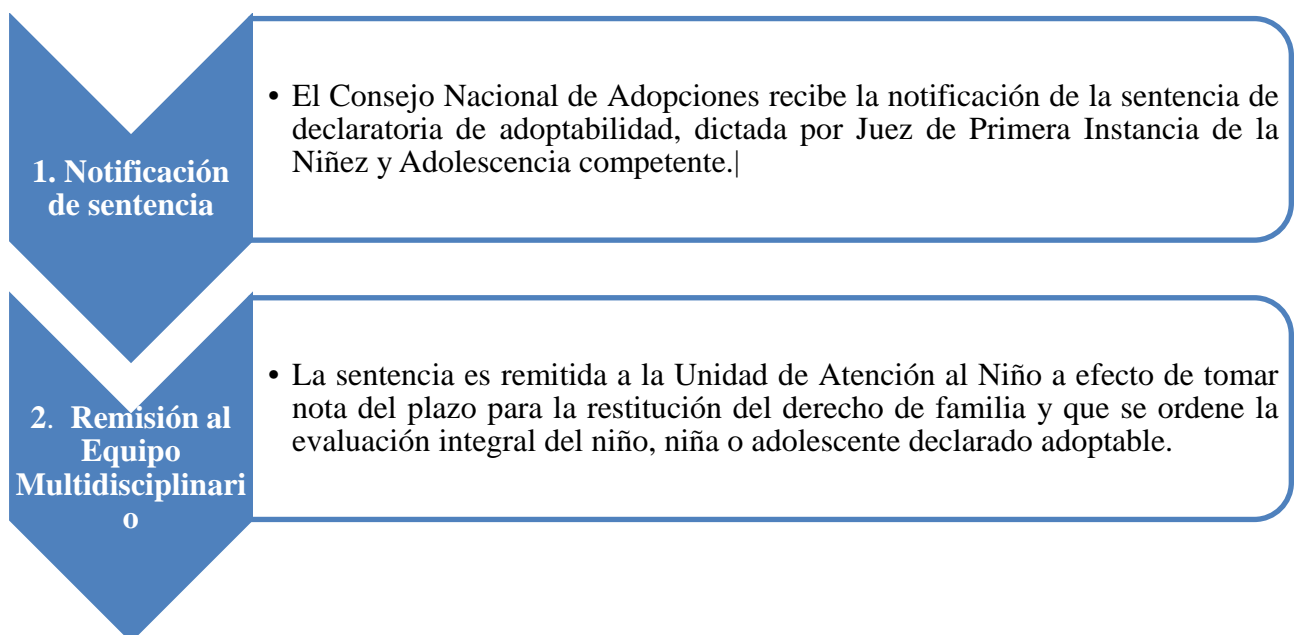 1. Notificación
de sentencia
• El Consejo Nacional de Adopciones recibe la notificación de la sentencia de
declaratoria de adoptabilidad, dictada por Juez de Primera Instancia de la
Niñez y Adolescencia competente.|
2. Remisión al
Equipo
Multidisciplinari
o
• La sentencia es remitida a la Unidad de Atención al Niño a efecto de tomar
nota del plazo para la restitución del derecho de familia y que se ordene la
evaluación integral del niño, niña o adolescente declarado adoptable.